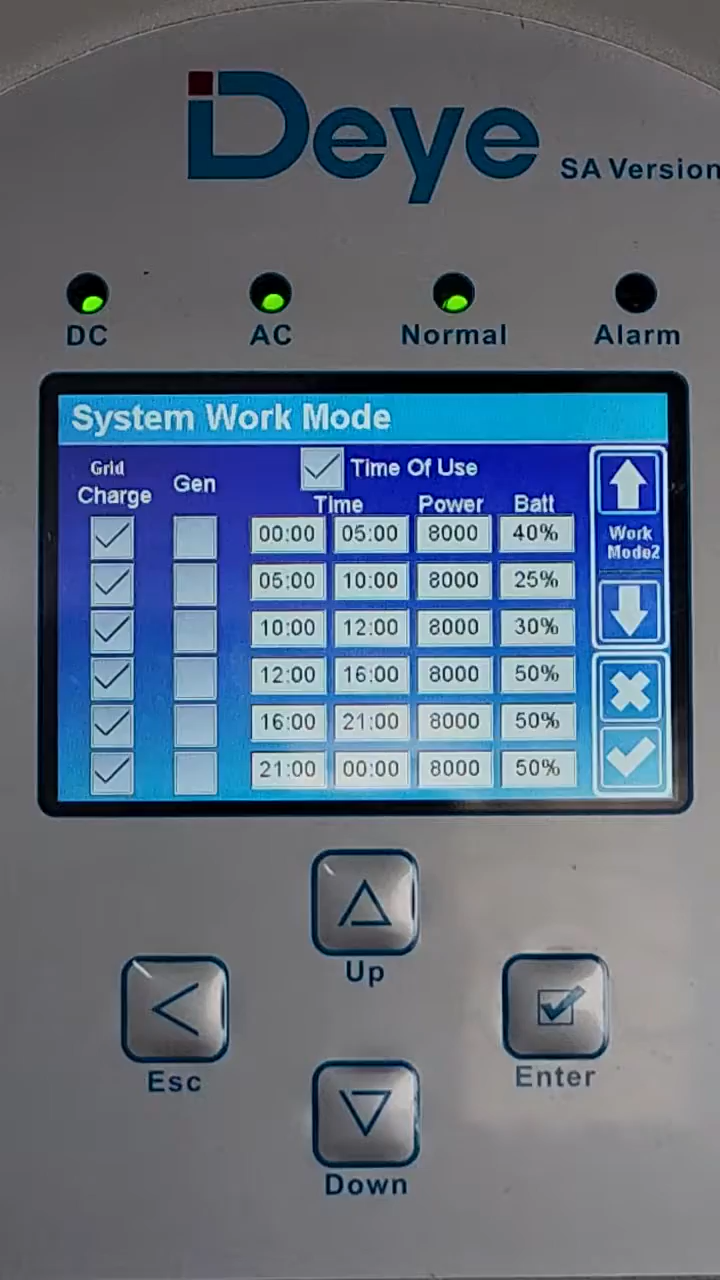 Deye
SA Version
DC AC Normal Alarm
System Work Mode
Grid Charge Gen Time Of Use
Time Power Batt
00:00 05:00 8000 40%
05:00 10:00 8000 25%
10:00 12:00 8000 30%
12:00 16:00 8000 50%
16:00 21:00 8000 50%
21:00 00:00 8000 50%
Work
Mode2
Up
Esc
Enter
Down